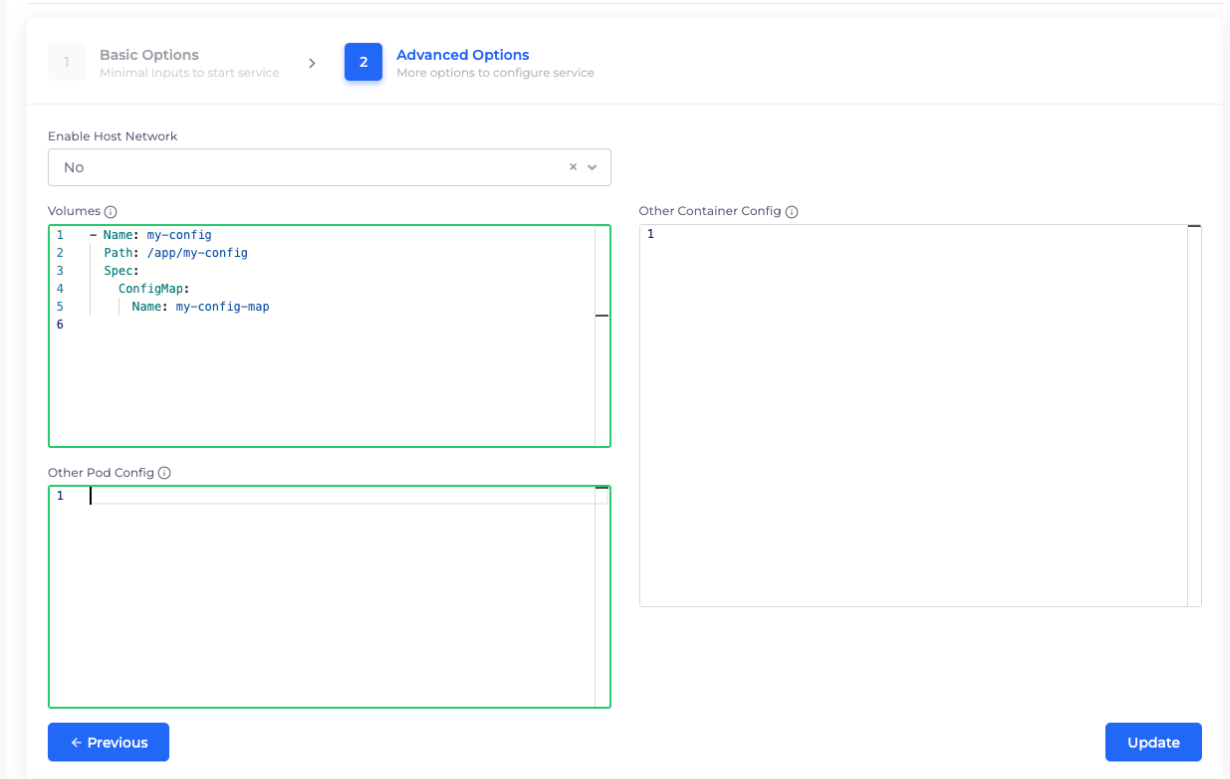 1
Basic Options
Minimal Inputs to start service
2
Advanced Options
More options to configure service
Enable Host Network
No
Volumes
1 - Name: my-config
2 Path: /app/my-config
3 Spec:
4 ConfigMap:
5 Name: my-config-map
6
Other Container Config
1
Other Pod Config
1
Previous
Update